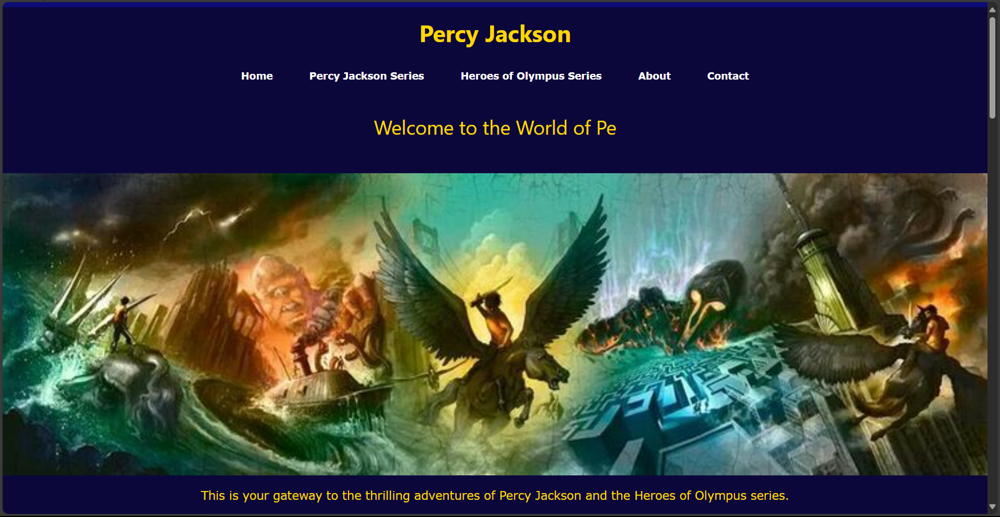 Percy Jackson
Home Percy Jackson Series Heroes of Olympus Series About Contact
Welcome to the World of Pe
This is your gateway to the thrilling adventures of Percy Jackson and the Heroes of Olympus series.